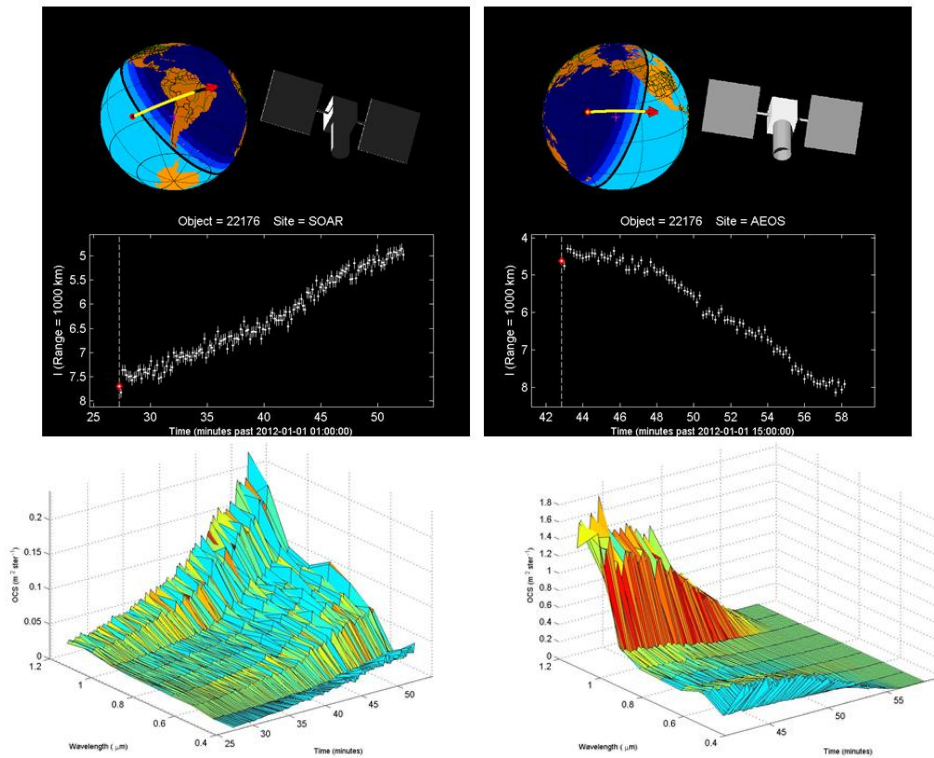 Object = 22176 Site = SOAR
I (Range = 1000 km)
5
5.5
6
6.5
7
7.5
8
25 30 35 40 45 50
Time (minutes past 2012-01-01 01:00:00)
Object = 22176 Site = AEOS
I (Range = 1000 km)
4
5
6
7
8
42 44 46 48 50 52 54 56 58
Time (minutes past 2012-01-01 15:00:00)
OCS (m² ster⁻¹)
0.2
0.15
0.1
0.05
0
1.2
1
0.8
0.6
0.4
Wavelength ( μm)
25 30 35 40 45 50
Time (minutes)
OCS (m² ster⁻¹)
1.8
1.6
1.4
1.2
1
0.8
0.6
0.4
0.2
0
1.2
1
0.8
0.6
0.4
Wavelength ( μm)
45 50 55
Time (minutes)